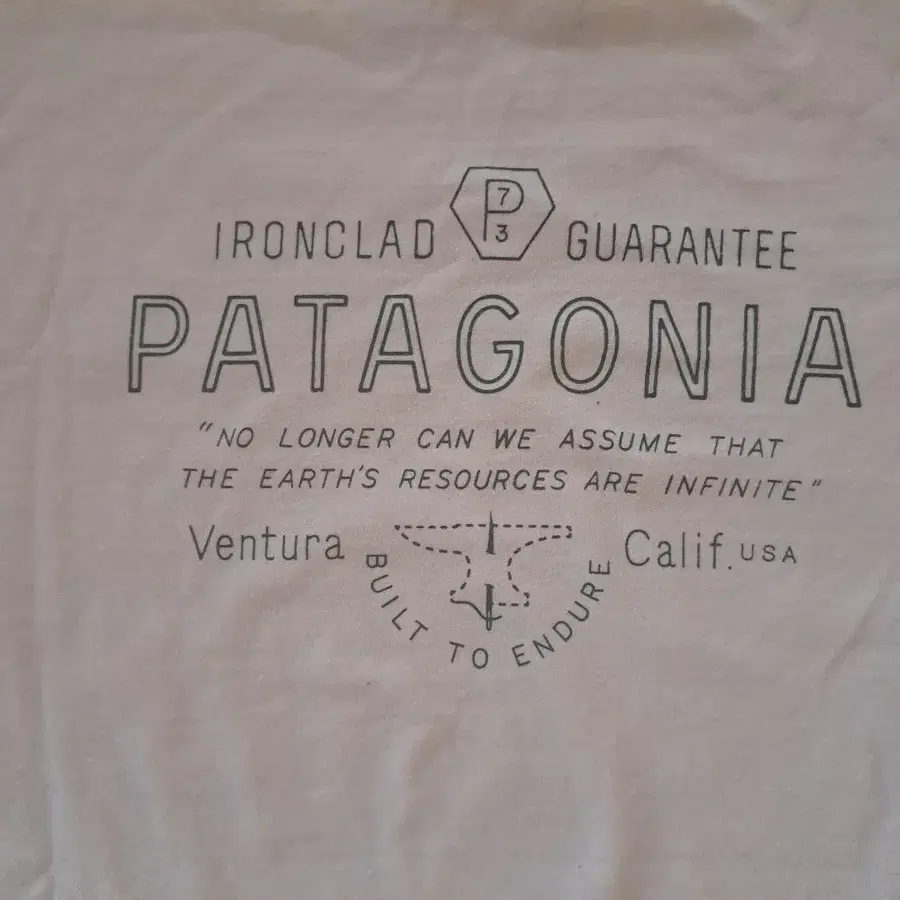 IRONCLAD P 7 3 GUARANTEE
PATAGONIA
"NO LONGER CAN WE ASSUME THAT
THE EARTH'S RESOURCES ARE INFINITE"
Ventura Calif. USA
BUILT TO ENDURE